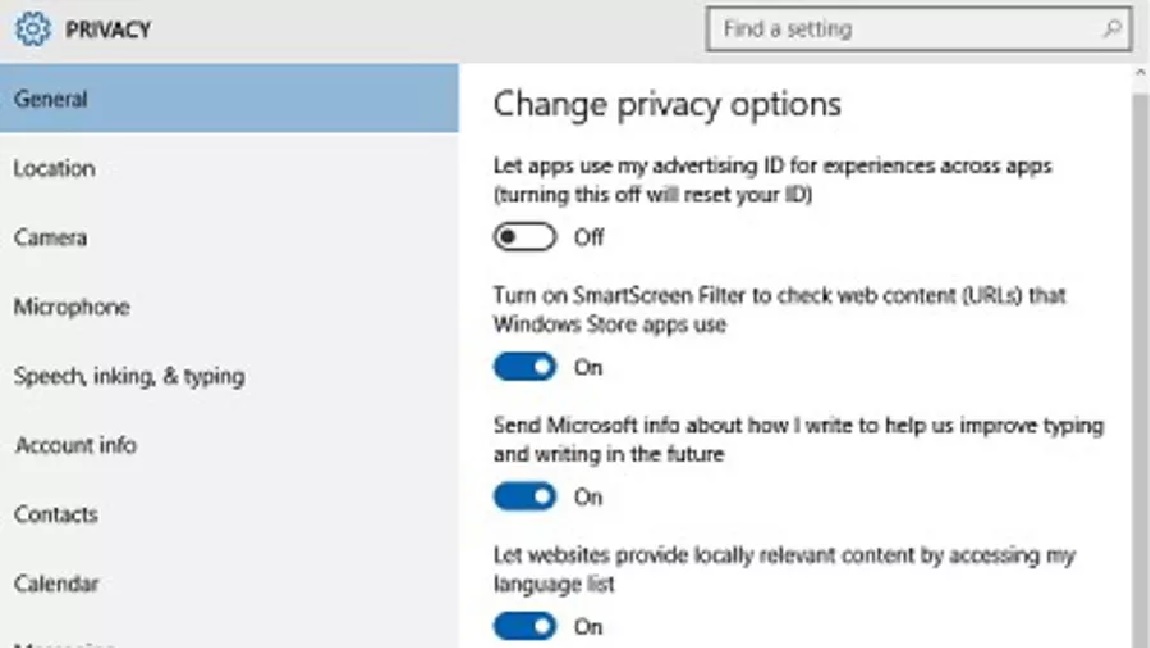 PRIVACY
Find a setting
General
Location
Camera
Microphone
Speech, inking, & typing
Account info
Contacts
Calendar
Change privacy options
Let apps use my advertising ID for experiences across apps
(turning this off will reset your ID)
Off
Turn on SmartScreen Filter to check web content (URLs) that
Windows Store apps use
On
Send Microsoft info about how I write to help us improve typing
and writing in the future
On
Let websites provide locally relevant content by accessing my
language list
On